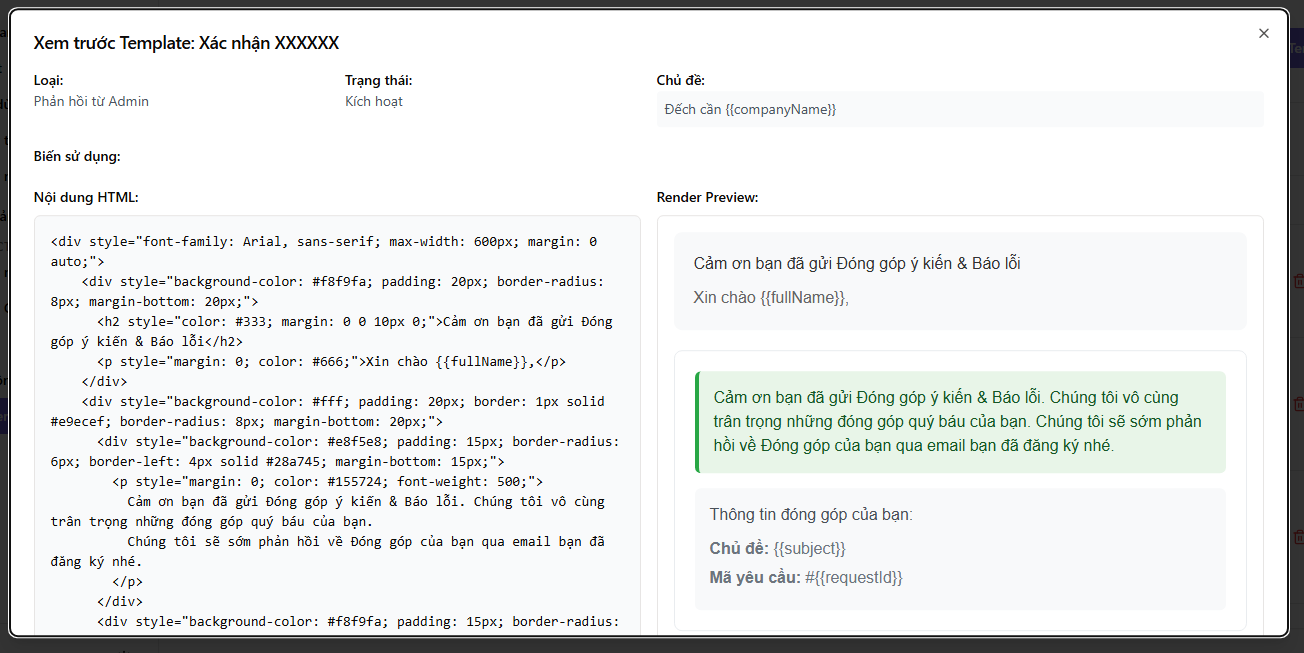 Xem trước Template: Xác nhận XXXXXX
Loại:
Phản hồi từ Admin
Trạng thái:
Kích hoạt
Chủ đề:
Đếch cần {{companyName}}
Biến sử dụng:
Nội dung HTML:
<div style="font-family: Arial, sans-serif; max-width: 600px; margin: 0
auto;">
<div style="background-color: #f8f9fa; padding: 20px; border-radius:
8px; margin-bottom: 20px;">
<h2 style="color: #333; margin: 0 0 10px 0;">Cảm ơn bạn đã gửi Đóng
góp ý kiến & Báo lỗi</h2>
<p style="margin: 0; color: #666;">Xin chào {{fullName}},</p>
</div>
<div style="background-color: #fff; padding: 20px; border: 1px solid
#e9ecef; border-radius: 8px; margin-bottom: 20px;">
<div style="background-color: #e8f5e8; padding: 15px; border-radius:
6px; border-left: 4px solid #28a745; margin-bottom: 15px;">
<p style="margin: 0; color: #155724; font-weight: 500;">
Cảm ơn bạn đã gửi Đóng góp ý kiến & Báo lỗi. Chúng tôi vô cùng
trân trọng những đóng góp quý báu của bạn.
Chúng tôi sẽ sớm phản hồi về Đóng góp của bạn qua email bạn đã
đăng ký nhé.
</p>
</div>
<div style="background-color: #f8f9fa; padding: 15px; border-radius:
Render Preview:
Cảm ơn bạn đã gửi Đóng góp ý kiến & Báo lỗi
Xin chào {{fullName}},
Cảm ơn bạn đã gửi Đóng góp ý kiến & Báo lỗi. Chúng tôi vô cùng
trân trọng những đóng góp quý báu của bạn. Chúng tôi sẽ sớm phản
hồi về Đóng góp của bạn qua email bạn đã đăng ký nhé.
Thông tin đóng góp của bạn:
Chủ đề: {{subject}}
Mã yêu cầu: #{{requestId}}